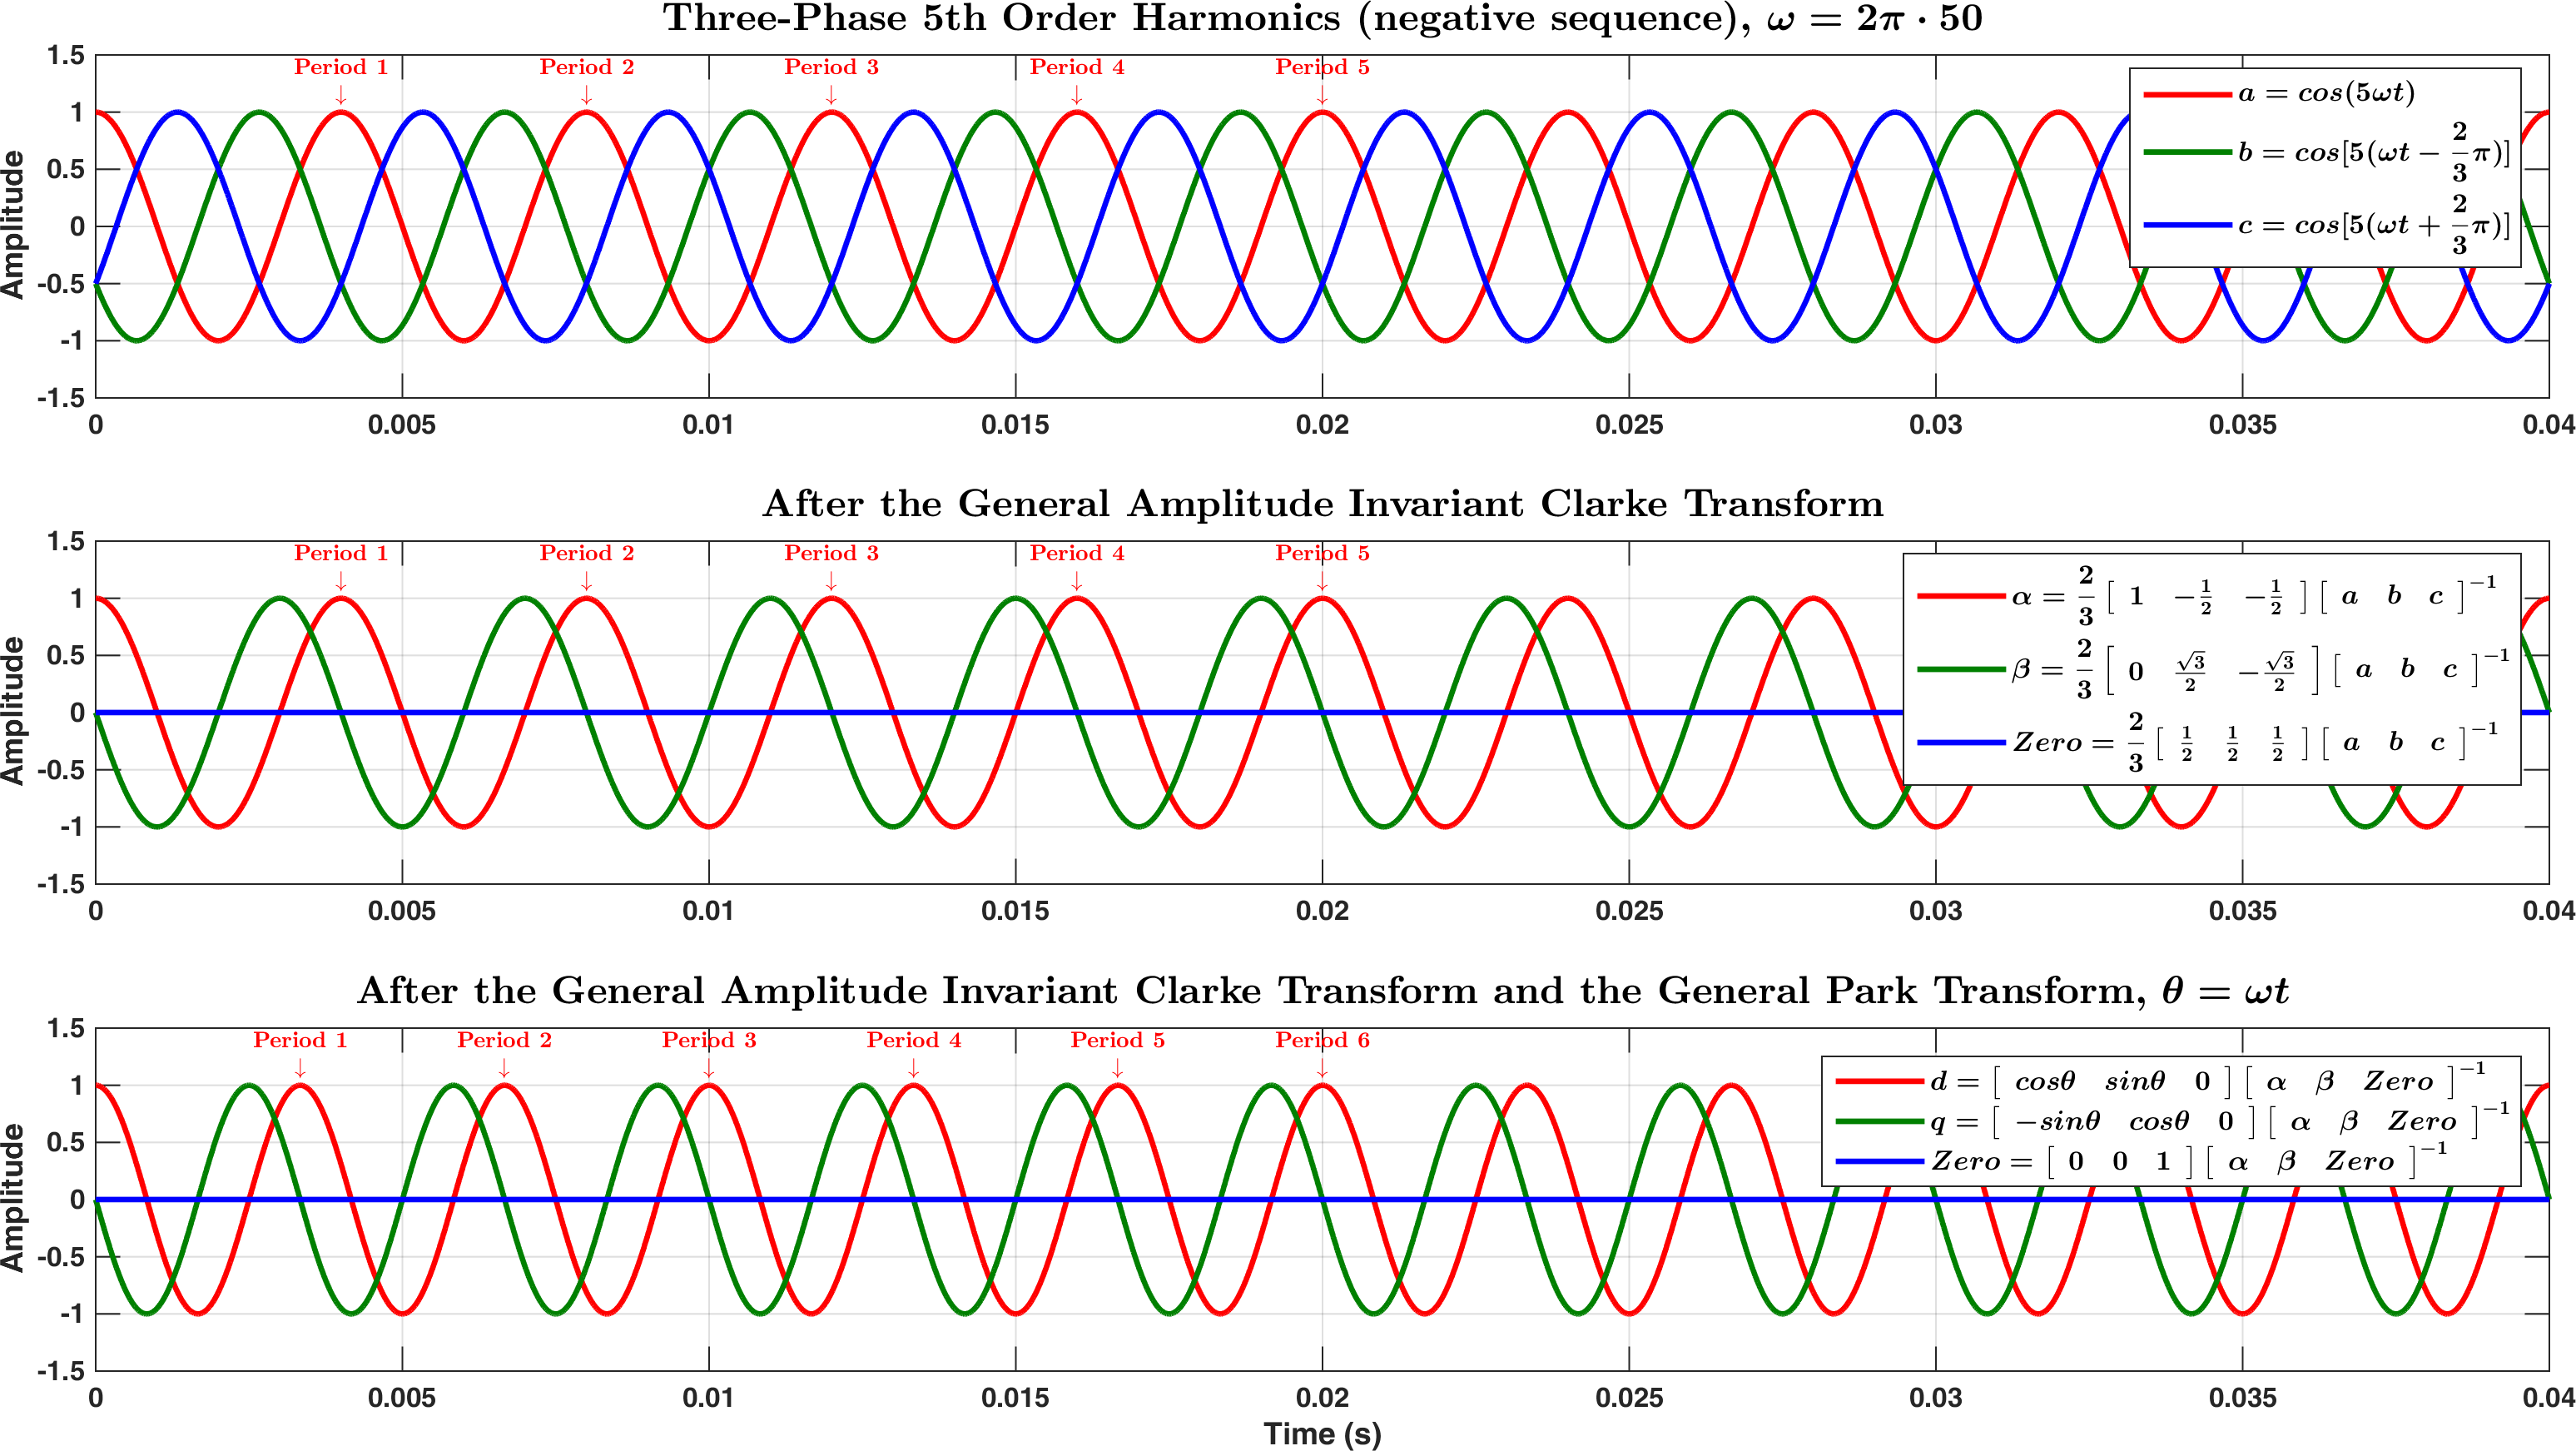 Three-Phase 5th Order Harmonics (negative sequence), ω = 2π · 50
1.5
1
0.5
0
-0.5
-1
-1.5
Amplitude
Period 1
Period 2
Period 3
Period 4
Period 5
a = cos(5ωt)
b = cos[5(ωt − 2/3 π)]
c = cos[5(ωt + 2/3 π)]
0 0.005 0.01 0.015 0.02 0.025 0.03 0.035 0.04
After the General Amplitude Invariant Clarke Transform
1.5
1
0.5
0
-0.5
-1
-1.5
Amplitude
Period 1
Period 2
Period 3
Period 4
Period 5
α = 2/3 [ 1 −1/2 −1/2 ] [ a b c ]⁻¹
β = 2/3 [ 0 √3/2 −√3/2 ] [ a b c ]⁻¹
Zero = 2/3 [ 1/2 1/2 1/2 ] [ a b c ]⁻¹
0 0.005 0.01 0.015 0.02 0.025 0.03 0.035 0.04
After the General Amplitude Invariant Clarke Transform and the General Park Transform, θ = ωt
1.5
1
0.5
0
-0.5
-1
-1.5
Amplitude
Period 1
Period 2
Period 3
Period 4
Period 5
Period 6
d = [ cosθ sinθ 0 ] [ α β Zero ]⁻¹
q = [ −sinθ cosθ 0 ] [ α β Zero ]⁻¹
Zero = [ 0 0 1 ] [ α β Zero ]⁻¹
0 0.005 0.01 0.015 0.02 0.025 0.03 0.035 0.04
Time (s)